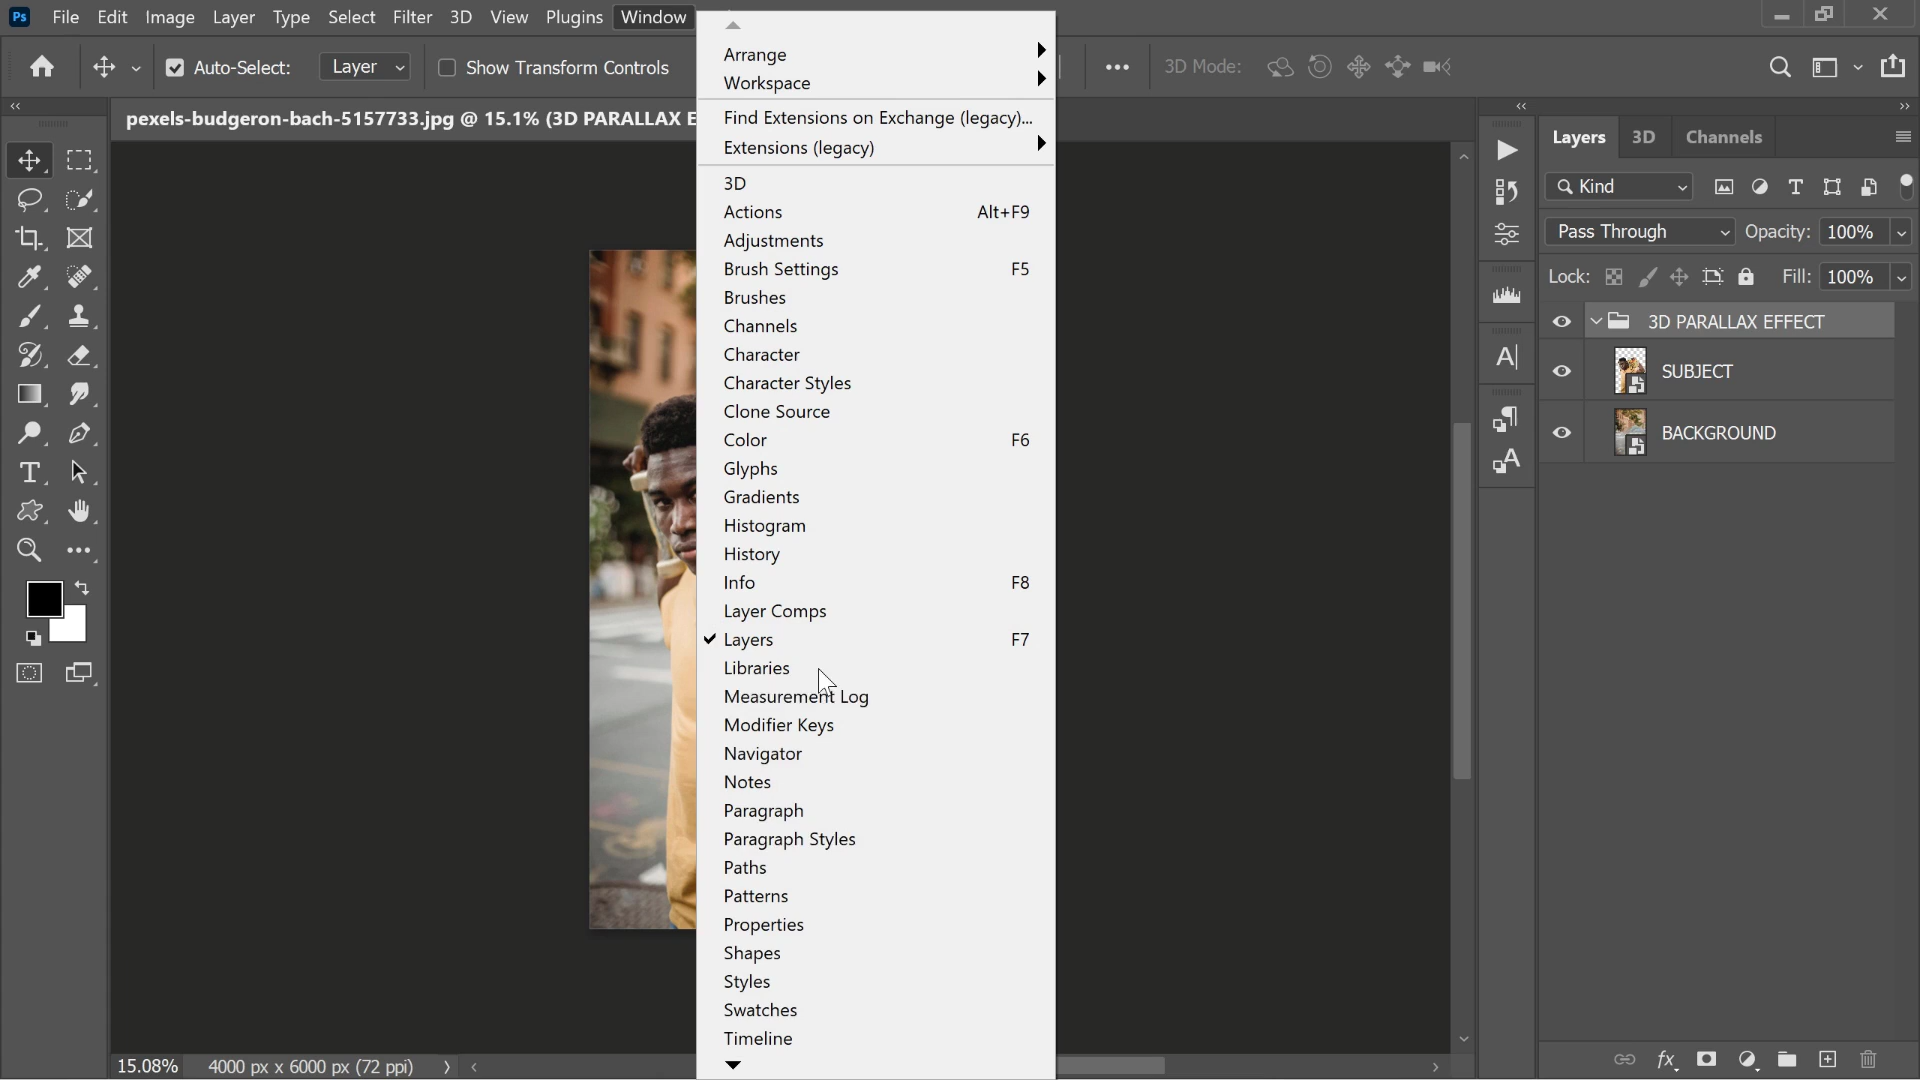 Ps File Edit Image Layer Type Select Filter 3D View Plugins Window
Auto-Select: Layer Show Transform Controls 3D Mode:
pexels-budgeron-bach-5157733.jpg @ 15.1% (3D PARALLAX E
Arrange
Workspace
Find Extensions on Exchange (legacy)...
Extensions (legacy)
3D
Actions Alt+F9
Adjustments
Brush Settings F5
Brushes
Channels
Character
Character Styles
Clone Source
Color F6
Glyphs
Gradients
Histogram
History
Info F8
Layer Comps
Layers F7
Libraries
Measurement Log
Modifier Keys
Navigator
Notes
Paragraph
Paragraph Styles
Paths
Patterns
Properties
Shapes
Styles
Swatches
Timeline
Layers 3D Channels
Kind
Pass Through Opacity: 100%
Lock: Fill: 100%
3D PARALLAX EFFECT
SUBJECT
BACKGROUND
15.08% 4000 px x 6000 px (72 ppi)
fx